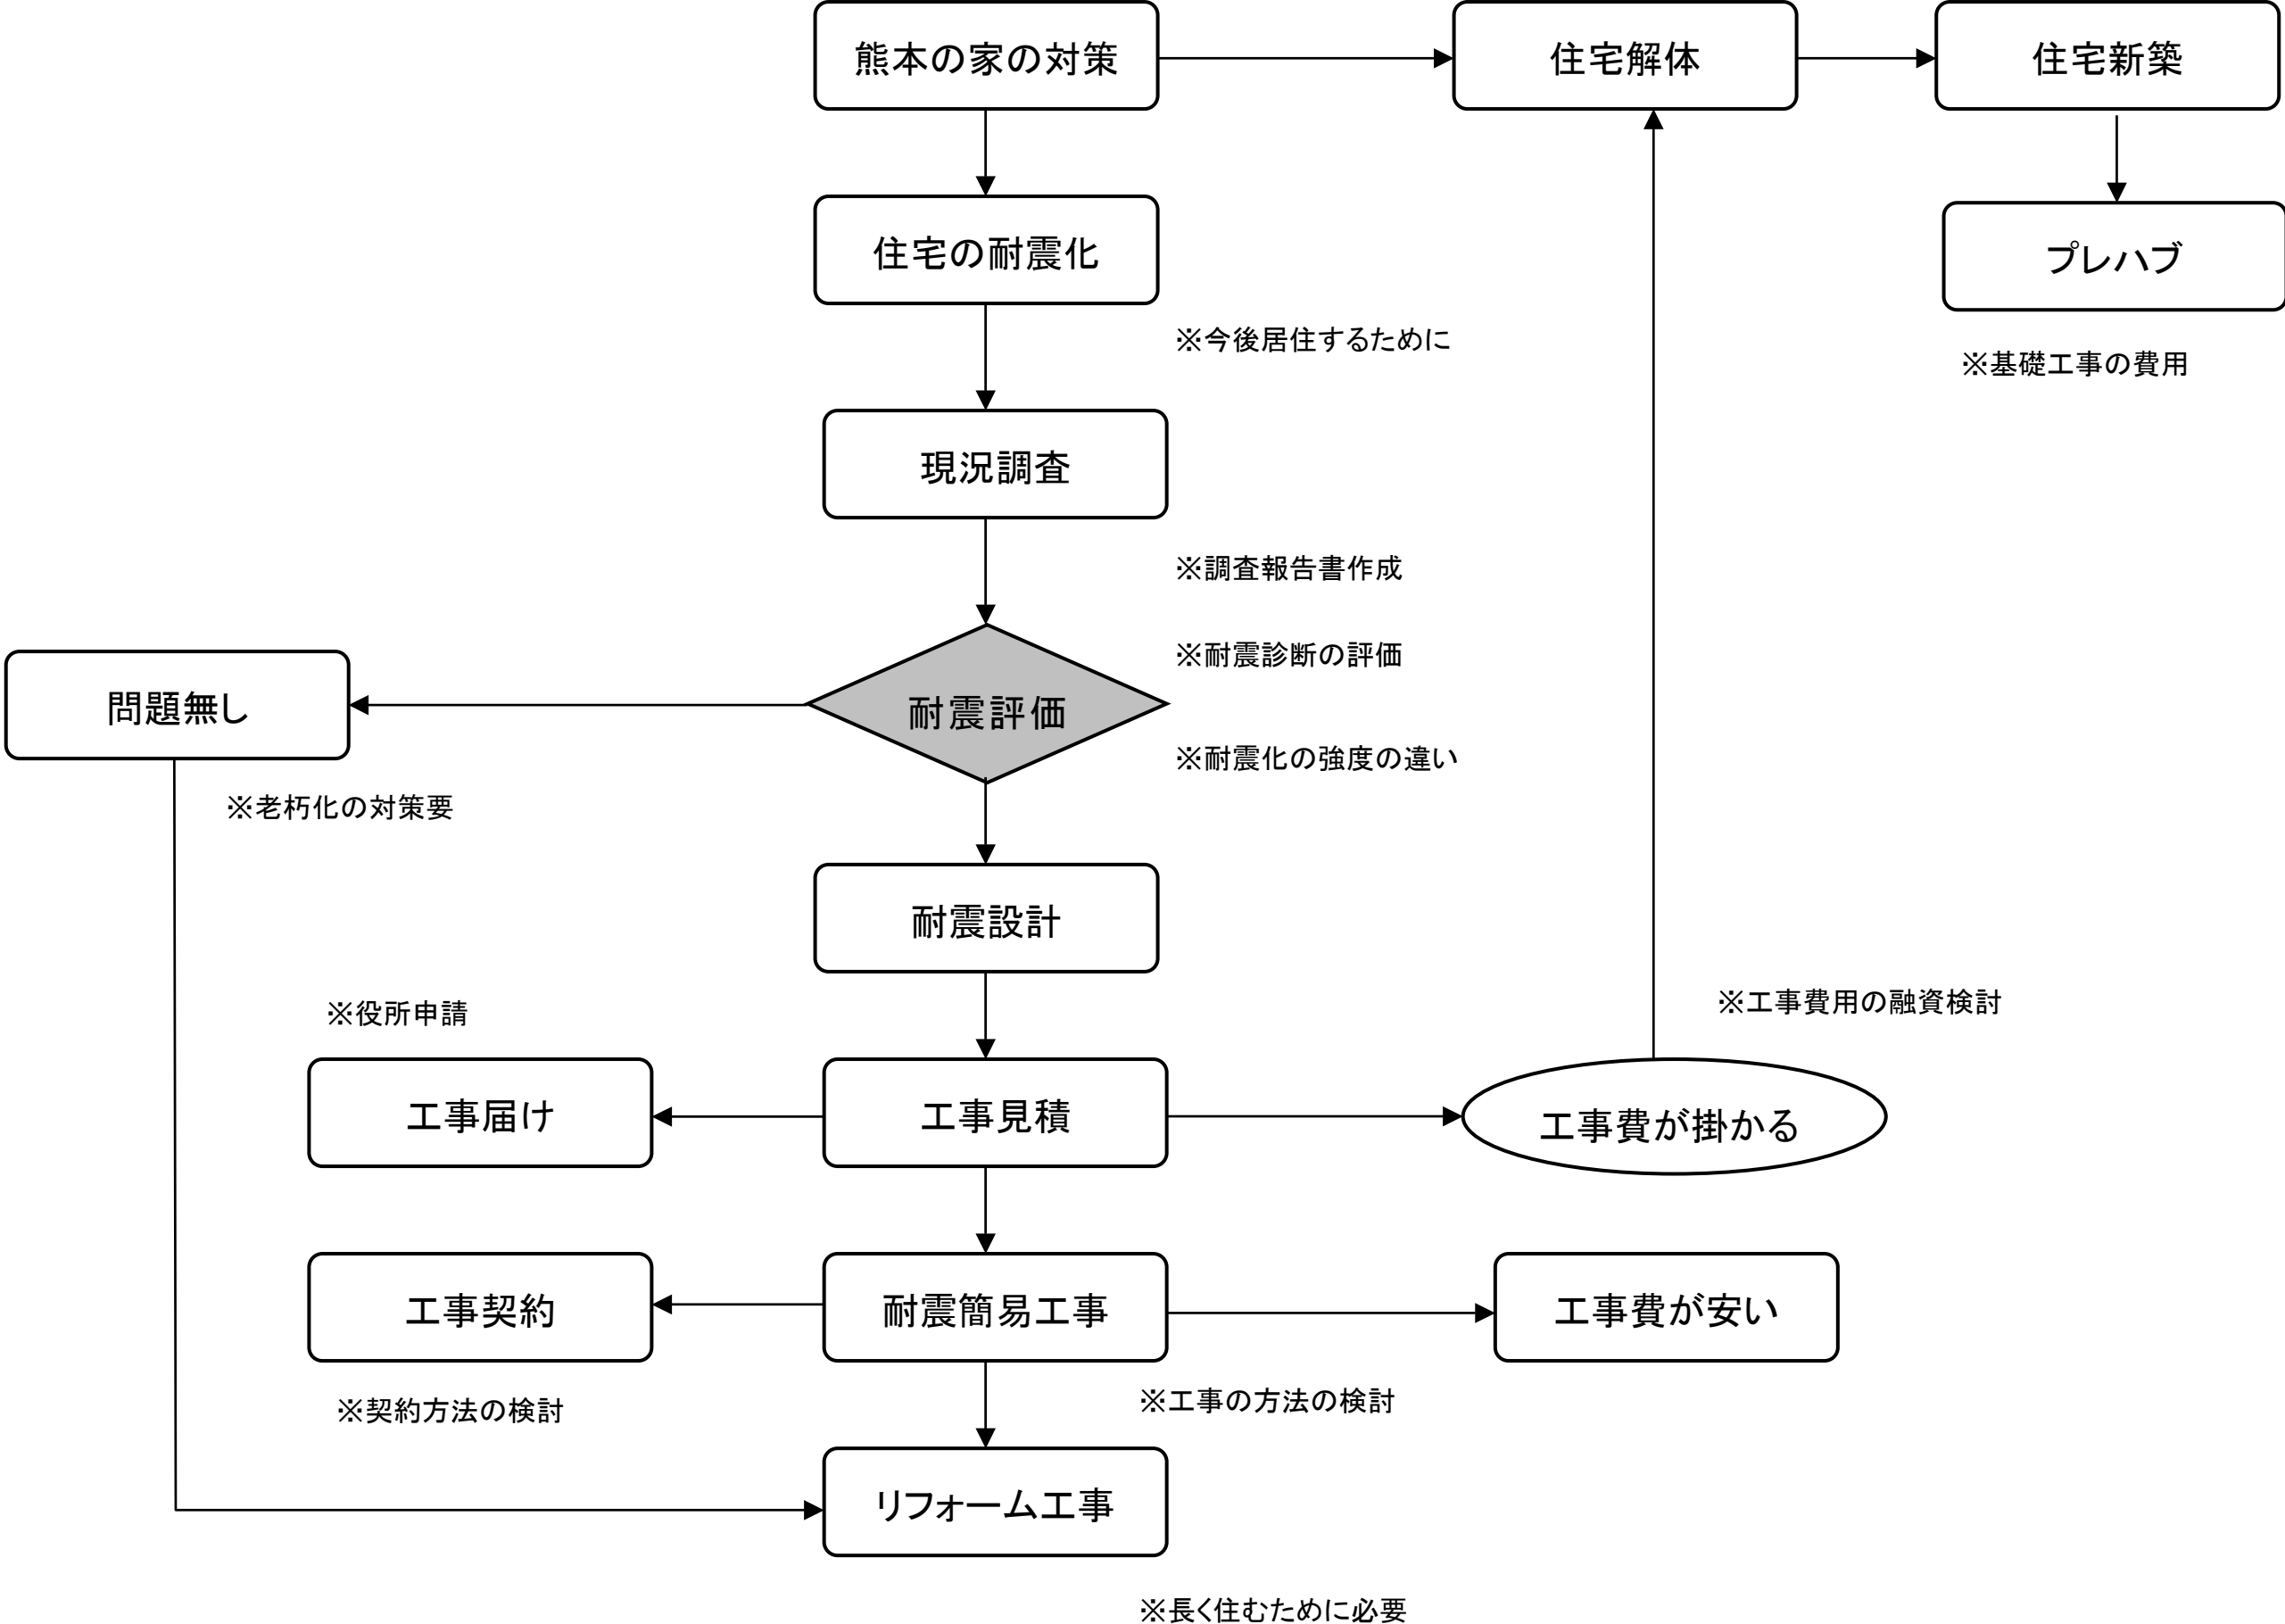 熊本の家の対策
住宅解体
住宅新築
住宅の耐震化
プレハブ
※今後居住するために
※基礎工事の費用
現況調査
※調査報告書作成
※耐震診断の評価
問題無し
耐震評価
※耐震化の強度の違い
※老朽化の対策要
耐震設計
※役所申請
※工事費用の融資検討
工事届け
工事見積
工事費が掛かる
工事契約
耐震簡易工事
工事費が安い
※契約方法の検討
※工事の方法の検討
リフォーム工事
※長く住むために必要